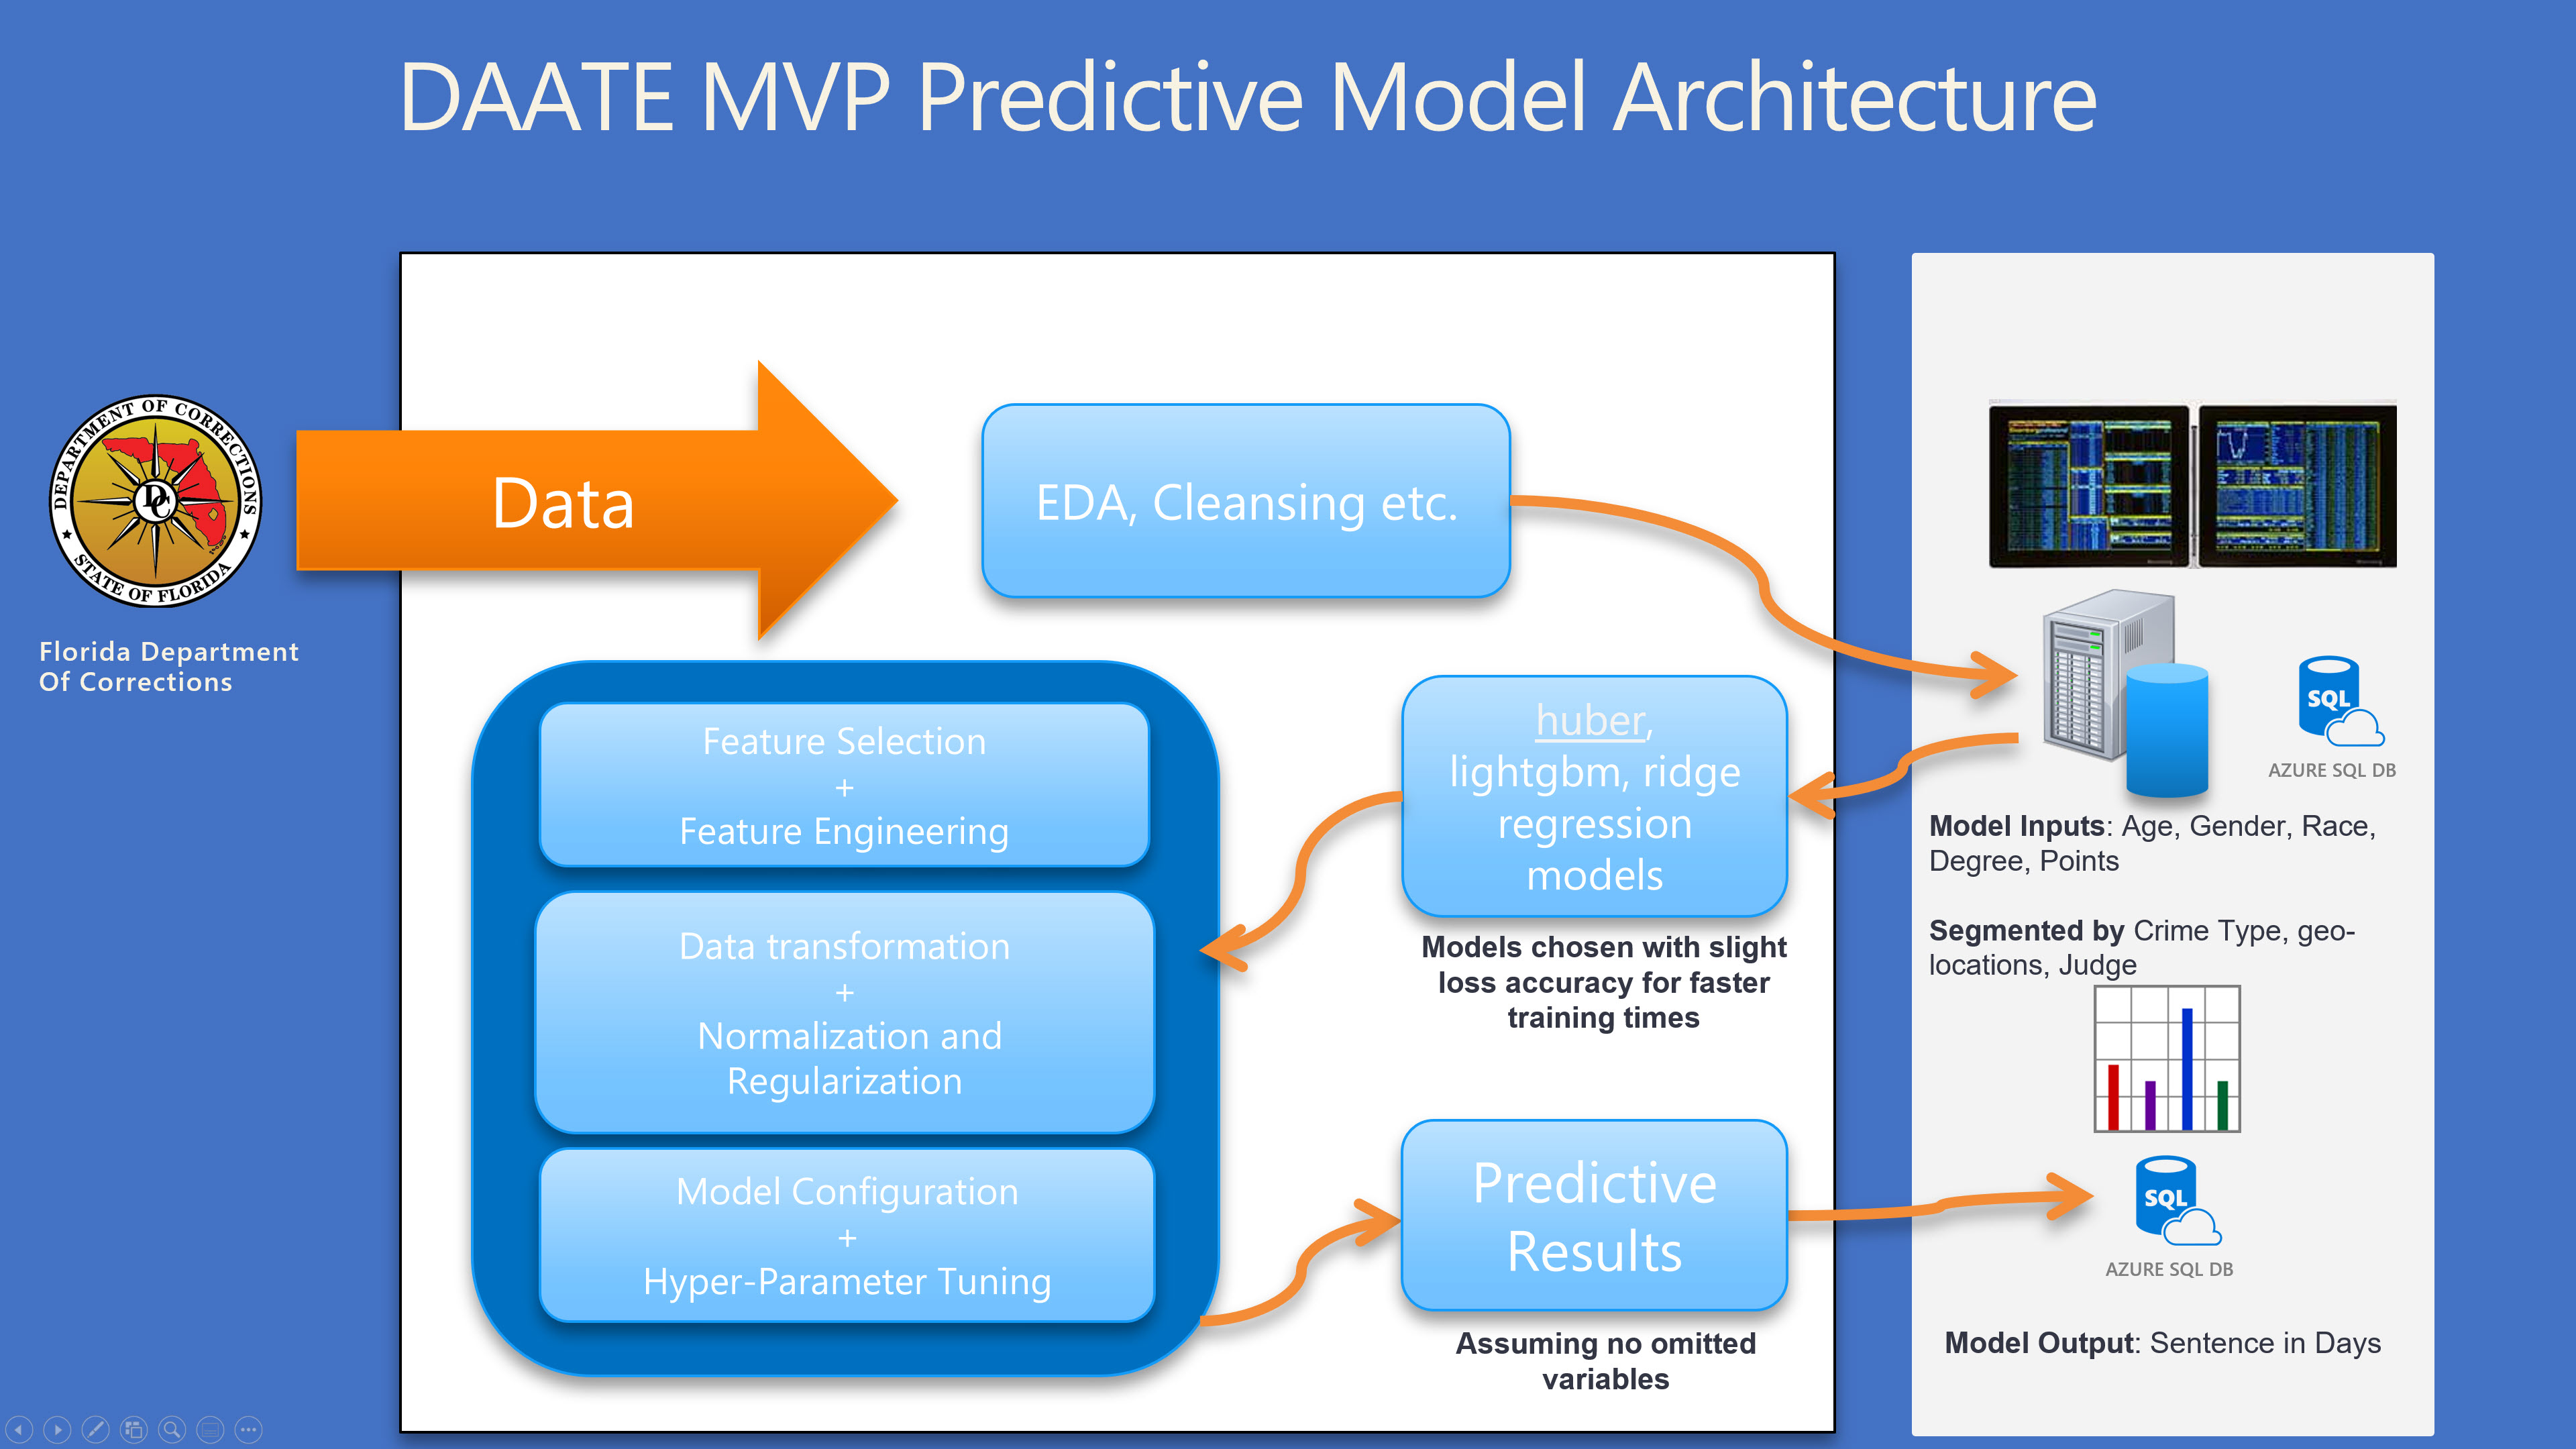 DAATE MVP Predictive Model Architecture
DEPARTMENT OF CORRECTIONS
DC
STATE OF FLORIDA
Florida Department
Of Corrections
Data
EDA, Cleansing etc.
Feature Selection
+
Feature Engineering
Data transformation
+
Normalization and
Regularization
Model Configuration
+
Hyper-Parameter Tuning
huber,
lightgbm, ridge
regression
models
Models chosen with slight
loss accuracy for faster
training times
Predictive
Results
Assuming no omitted
variables
SQL
AZURE SQL DB
Model Inputs: Age, Gender, Race,
Degree, Points
Segmented by Crime Type, geo-
locations, Judge
SQL
AZURE SQL DB
Model Output: Sentence in Days